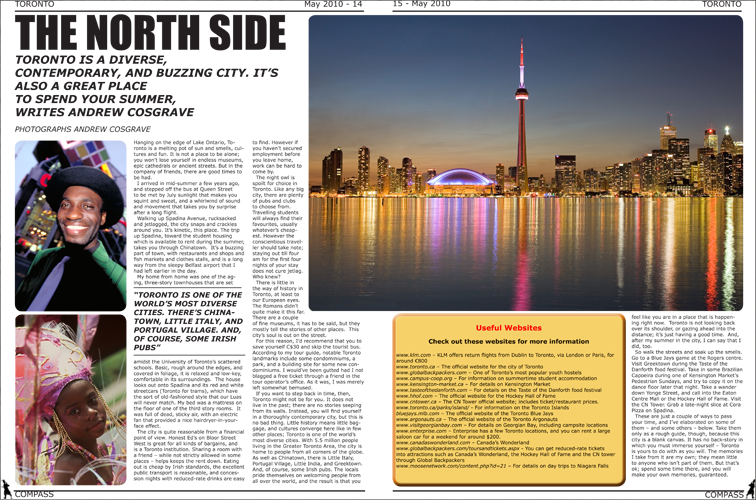 TORONTO
May 2010 - 14
15 - May 2010
TORONTO
THE NORTH SIDE
TORONTO IS A DIVERSE,
CONTEMPORARY, AND BUZZING CITY. IT'S
ALSO A GREAT PLACE
TO SPEND YOUR SUMMER,
WRITES ANDREW COSGRAVE
PHOTOGRAPHS ANDREW COSGRAVE
Hanging on the edge of Lake Ontario, To-
ronto is a melting pot of sun and smells, cul-
tures and fun. It is not a place to be alone;
you won't lose yourself in endless museums,
epic cathedrals or ancient streets. But in the
company of friends, there are good times to
be had.
I arrived in mid-summer a few years ago,
and stepped off the bus at Queen Street
to be met by July sunlight that makes you
squint and sweat, and a whirlwind of sound
and movement that takes you by surprise
after a long flight.
Walking up Spadina Avenue, rucksacked
and jetlagged, the city snaps and crackles
around you. It's kinetic, this place. The trip
up Spadina, toward the student housing
which is available to rent during the summer,
takes you through Chinatown. It's a buzzing
part of town, with restaurants and shops and
fish markets and clothes stalls, and is a long
way from the sleepy Belfast airport that I
had left earlier in the day.
My home from home was one of the ag-
ing, three-story townhouses that are set
"TORONTO IS ONE OF THE
WORLD'S MOST DIVERSE
CITIES. THERE'S CHINA-
TOWN, LITTLE ITALY, AND
PORTUGAL VILLAGE. AND,
OF COURSE, SOME IRISH
PUBS"
amidst the University of Toronto's scattered
schools. Basic, rough around the edges, and
covered in foliage, it is relaxed and low-key,
comfortable in its surroundings. The house
looks out onto Spadina and its red and white
streetcars (Toronto for trams), which have
the sort of old-fashioned style that our Luas
will never match. My bed was a mattress on
the floor of one of the third story rooms. It
was full of dead, sticky air, with an electric
fan that provided a nice hairdryer-in-your-
face effect.
The city is quite reasonable from a financial
point of view. Honest Ed's on Bloor Street
West is great for all kinds of bargains, and
is a Toronto institution. Sharing a room with
a friend - while not strictly allowed in some
places - helps keeps the rent down. Eating
out is cheap by Irish standards, the excellent
public transport is reasonable, and conces-
sion nights with reduced-rate drinks are easy
to find. However if
you haven't secured
employment before
you leave home,
work can be hard to
come by.
The night owl is
spoilt for choice in
Toronto. Like any big
city, there are plenty
of pubs and clubs
to choose from.
Travelling students
will always find their
favourites, usually
whatever's cheap-
est. However the
conscientious travel-
ler should take note;
staying out till four
am for the first four
nights of your stay
does not cure jetlag.
Who knew?
There is little in
the way of history in
Toronto, at least to
our European eyes.
The Romans didn't
quite make it this far.
There are a couple
of fine museums, it has to be said, but they
mostly tell the stories of other places. This
city's soul is out on the street.
For this reason, I'd recommend that you to
save yourself C$30 and skip the tourist bus.
According to my tour guide, notable Toronto
landmarks include some condominiums, a
park, and a building site for some new con-
dominiums. I would've been gutted had I not
blagged a free ticket through a friend in the
tour operator's office. As it was, I was merely
left somewhat bemused.
If you want to step back in time, then,
Toronto might not be for you. It does not
live in the past; there are no stories seeping
from its walls. Instead, you will find yourself
in a thoroughly contemporary city, but this is
no bad thing. Little history means little bag-
gage, and cultures converge here like in few
other places; Toronto is one of the world's
most diverse cities. With 5.5 million people
living in the Greater Toronto Area, the city is
home to people from all corners of the globe.
As well as Chinatown, there is Little Italy,
Portugal Village, Little India, and Greektown.
And, of course, some Irish pubs. The locals
are well used to welcoming people from
all over the world, and the result is that you
Useful Websites
Check out these websites for more information
www.klm.com - KLM offers return flights from Dublin to Toronto, via London or Paris, for
around €800
www.toronto.ca - The official website for the city
www.globalbackpackers.com - One of Toronto's most popular youth hostels
www.campus-coop.org - For information on summertime student accommodation
www.kensington-market.ca - For details on Kensington Market
www.tasteofthedanforth.com - For details on the Taste of the Danforth food festival
www.hhof.com - The official website for the Hockey Hall of Fame
www.cntower.ca - The CN Tower official website; includes ticket/restaurant prices.
www.toronto.ca/parks/island/ - For information on the Toronto Islands
bluejays.mlb.com - The official website of the Toronto Blue Jays
www.argonauts.ca - The official website of the Toronto Argonauts
www.visitgeorgianbay.com - For details on Georgian Bay, including campsite locations
www.enterprise.com - Enterprise has a few Toronto locations, and you can rent a large
saloon car for a weekend for around $200.
www.canadaswonderland.com - Canada's Wonderland
www.globalbackpackers.com/toursandtickets.aspx - You can get reduced-rate tickets
into attractions such as Canada's Wonderland, the Hockey Hall of Fame and the CN tower
through Global Backpackers
www.moosenetwork.com/content.php?id=21 - For details on day trips to Niagara Falls
feel like you are in a place that is happen-
ing right now. Toronto is not looking back
over its shoulder, or gazing ahead into the
distance; it's just having a good time. And,
after my summer in the city, I can say that I
did, too.
So walk the streets and soak up the smells.
Go to a Blue Jays game at the Rogers centre.
Visit Greektown during the Taste of the
Danforth food festival. Take in some Brazilian
Capoeira during one of Kensington Market's
Pedestrian Sundays, and try to copy it on the
dance floor later that night. Take a wander
down Yonge Street, and call into the Eaton
Centre Mall or the Hockey Hall of Fame. Visit
the CN Tower. Grab a late-night slice at Cora
Pizza on Spadina.
These are just a couple of ways to pass
your time, and I've elaborated on some of
them - and some others - below. Take them
only as a rough guide, though, because this
city is a blank canvas. It has no back-story in
which you must immerse yourself - Toronto
is yours to do with as you will. The memories
I take from it are my own; they mean little
to anyone who isn't part of them. But that's
ok; spend some time there, and you will
make your own memories, guaranteed.
COMPASS
COMPASS